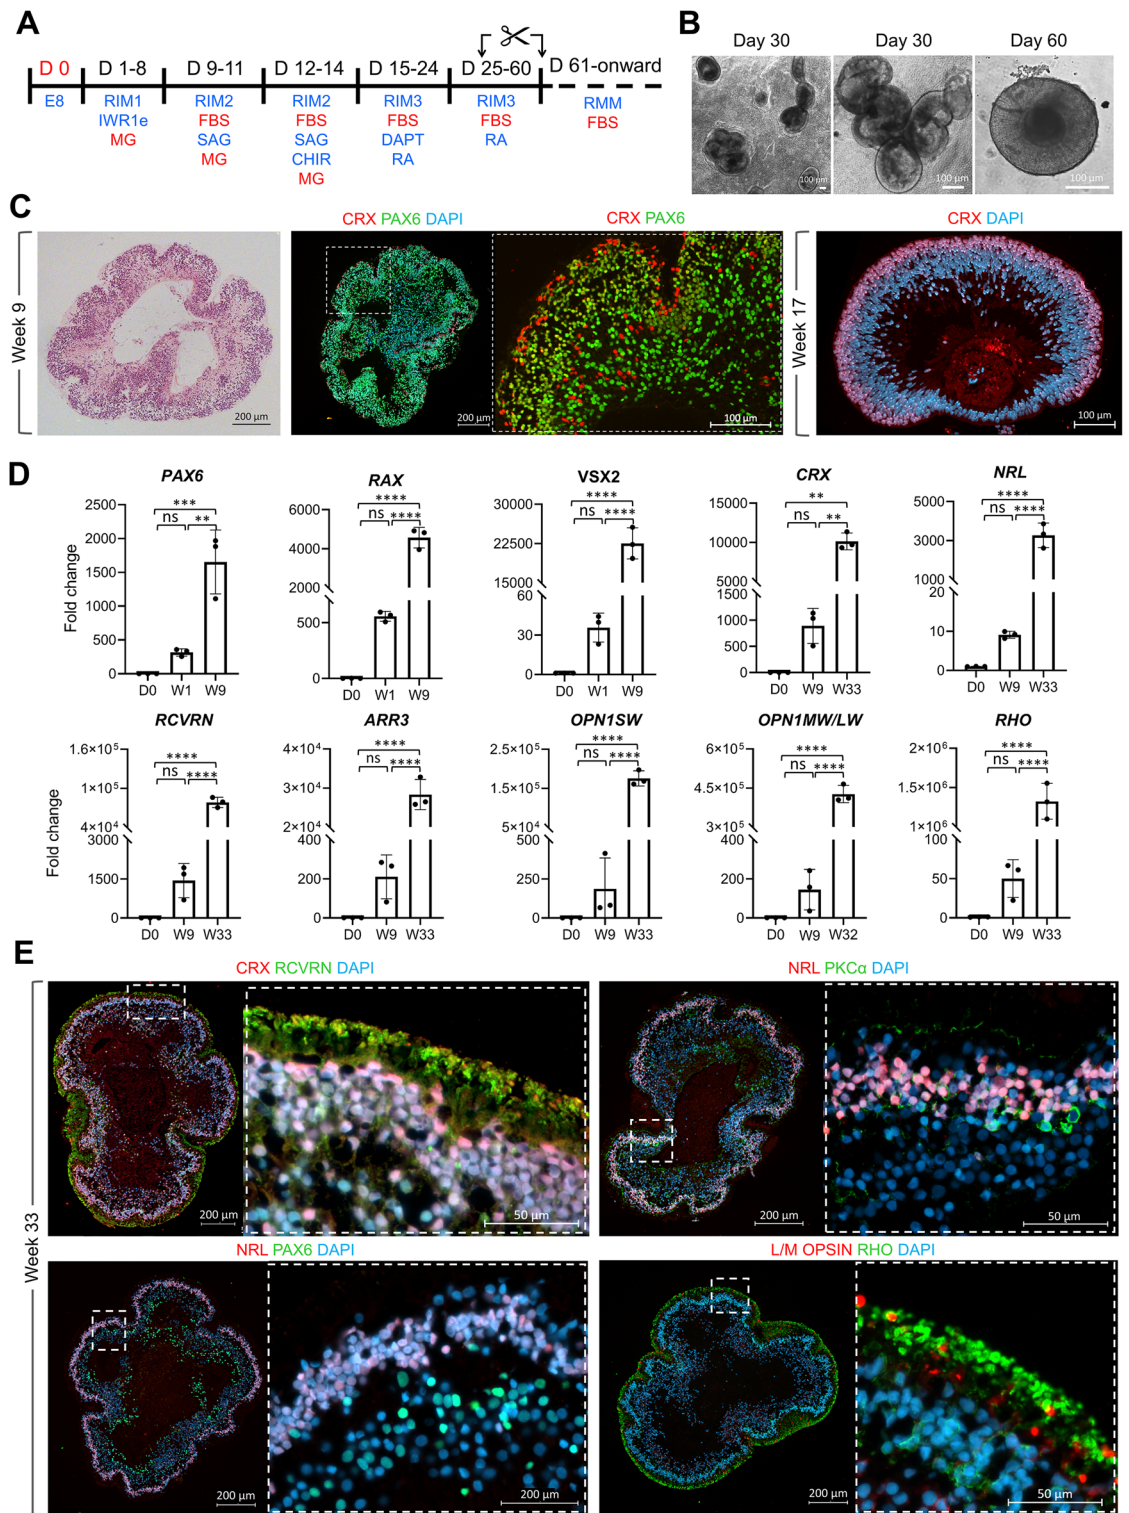 A
D 0
D 1-8
D 9-11
D 12-14
D 15-24
D 25-60
D 61-onward
E8
RIM1
IWR1e
MG
RIM2
FBS
SAG
MG
RIM2
FBS
SAG
CHIR
MG
RIM3
FBS
DAPT
RA
RIM3
FBS
RA
RMM
FBS
B
Day 30
Day 30
Day 60
100 µm
100 µm
100 µm
C
Week 9
200 µm
CRX PAX6 DAPI
200 µm
CRX PAX6
100 µm
Week 17
CRX DAPI
100 µm
D
Fold change
PAX6
2500
2000
1500
1000
500
0
***
ns
**
D0 W1 W9
RAX
6000
4000
2000
500
0
****
ns
****
D0 W1 W9
VSX2
30000
22500
15000
60
30
0
****
ns
****
D0 W1 W9
CRX
15000
10000
5000
1500
1000
500
0
**
ns
**
D0 W9 W33
NRL
5000
3000
1000
20
10
0
****
ns
****
D0 W9 W33
Fold change
RCVRN
1.6×10⁵
1×10⁵
4×10⁴
3000
1500
0
****
ns
****
D0 W9 W33
ARR3
4×10⁴
3×10⁴
2×10⁴
400
200
0
****
ns
****
D0 W9 W33
OPN1SW
2.5×10⁵
1.5×10⁵
5×10⁴
500
250
0
****
ns
****
D0 W9 W33
OPN1MW/LW
6×10⁵
4.5×10⁵
3×10⁵
400
200
0
****
ns
****
D0 W9 W32
RHO
2×10⁶
1.5×10⁶
1×10⁶
100
50
0
****
ns
****
D0 W9 W33
E
Week 33
CRX RCVRN DAPI
200 µm
50 µm
NRL PKCα DAPI
200 µm
50 µm
NRL PAX6 DAPI
200 µm
200 µm
L/M OPSIN RHO DAPI
200 µm
50 µm